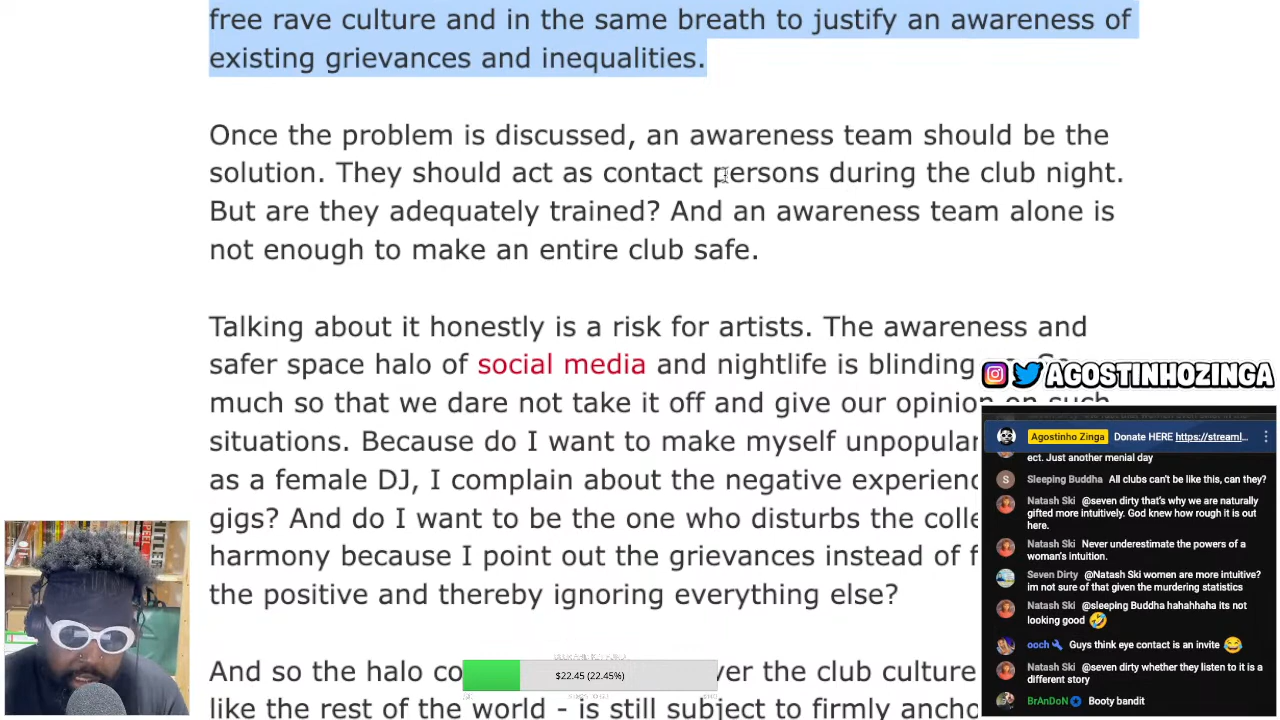 free rave culture and in the same breath to justify an awareness of
existing grievances and inequalities.
Once the problem is discussed, an awareness team should be the
solution. They should act as contact persons during the club night.
But are they adequately trained? And an awareness team alone is
not enough to make an entire club safe.
Talking about it honestly is a risk for artists. The awareness and
safer space halo of social media and nightlife is blinding
much so that we dare not take it off and give our opinion on such
situations. Because do I want to make myself unpopular
as a female DJ, I complain about the negative
gigs? And do I want to be the one who disturbs the
harmony because I point out the grievances instead of
the positive and thereby ignoring everything else?
And so the halo ver the club culture
like the rest of the world - is still subject to firmly
$22.45 (22.45%)
AGOSTINHOZINGA
Agostinho Zinga Donate HERE https://streaml...
ect. Just another menial day
S Sleeping Buddha All clubs can't be like this, can they?
Natash Ski @seven dirty that's why we are naturally
gifted more intuitively. God knew how rough it is out
here.
Natash Ski Never underestimate the powers of a
woman's intuition.
Seven Dirty @Natash Ski women are more intuitive?
im not sure of that given the murdering statistics
Natash Ski @sleeping Buddha hahahhaha its not
looking good 🤣
ooch Guys think eye contact is an invite 😂
Natash Ski @seven dirty whether they listen to it is a
different story
BrAnDoN Booty bandit